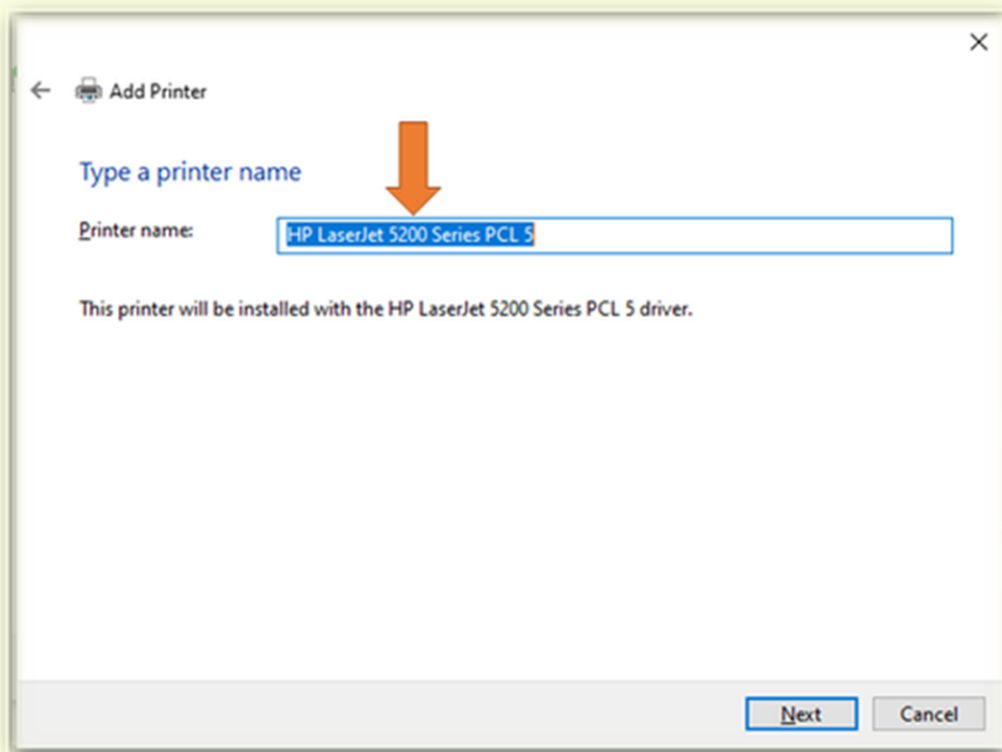 Add Printer
Type a printer name
Printer name:
HP LaserJet 5200 Series PCL 5
This printer will be installed with the HP LaserJet 5200 Series PCL 5 driver.
Next
Cancel